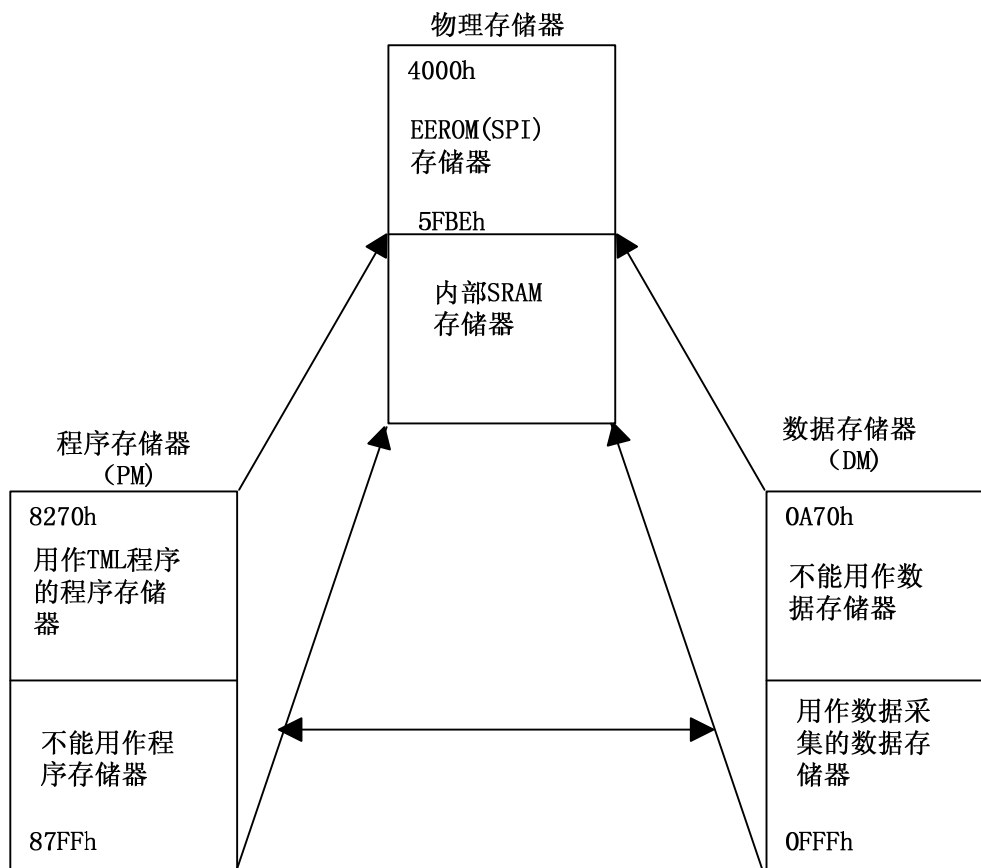 物理存储器
4000h
EEROM(SPI)
存储器
5FBEh
内部SRAM
存储器
程序存储器
（PM）
8270h
用作TML程序
的程序存储
器
不能用作程
序存储器
87FFh
数据存储器
（DM）
0A70h
不能用作数
据存储器
用作数据采
集的数据存
储器
0FFFh